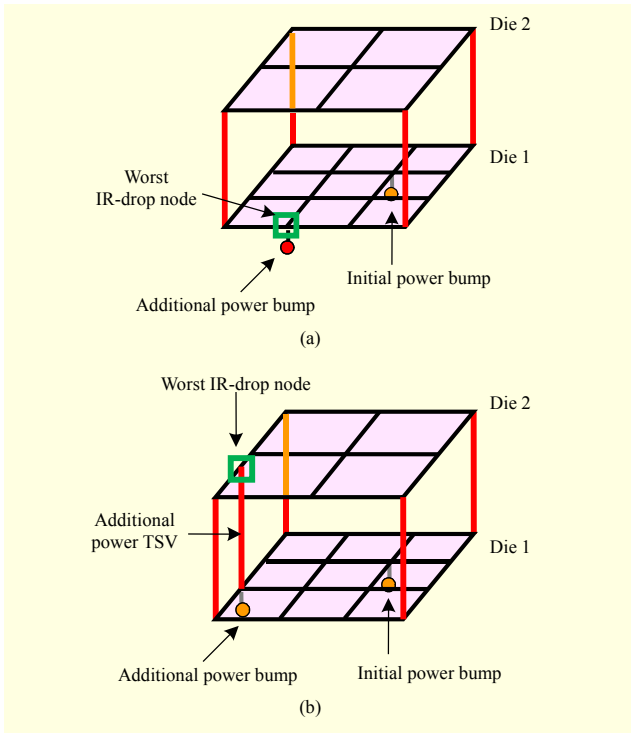 Die 2
Die 1
Worst
IR-drop node
Initial power bump
Additional power bump
(a)
Worst IR-drop node
Die 2
Additional
power TSV
Die 1
Additional power bump
Initial power bump
(b)